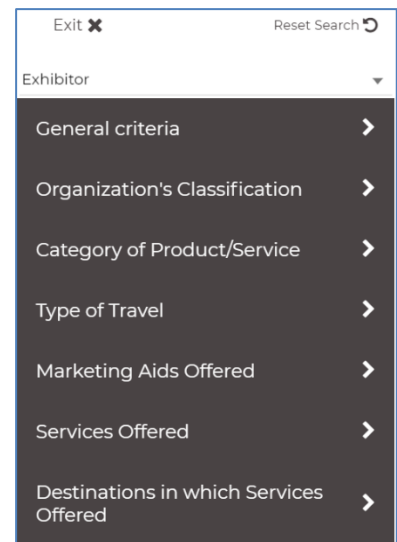 Exit ✖ Reset Search
Exhibitor
General criteria
Organization's Classification
Category of Product/Service
Type of Travel
Marketing Aids Offered
Services Offered
Destinations in which Services
Offered